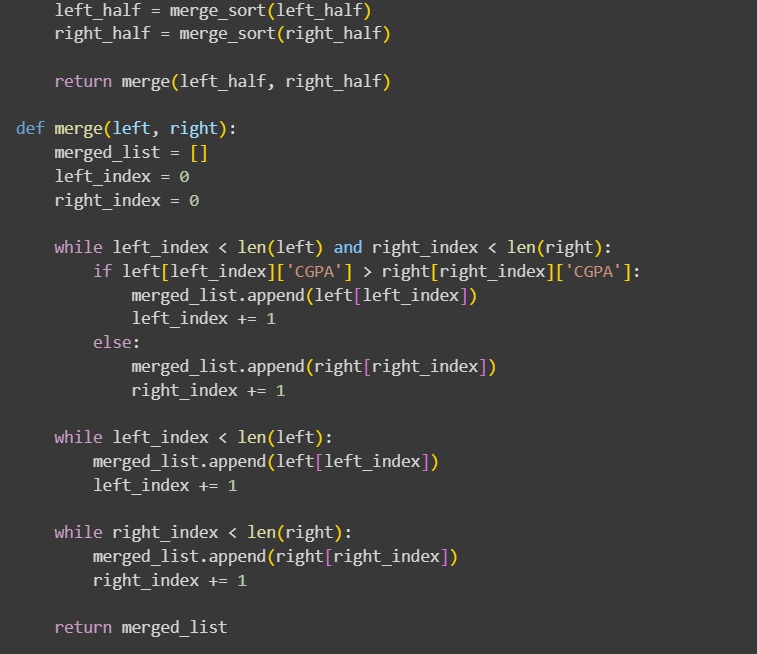 left_half = merge_sort(left_half)
    right_half = merge_sort(right_half)

    return merge(left_half, right_half)

def merge(left, right):
    merged_list = []
    left_index = 0
    right_index = 0

    while left_index < len(left) and right_index < len(right):
        if left[left_index]['CGPA'] > right[right_index]['CGPA']:
            merged_list.append(left[left_index])
            left_index += 1
        else:
            merged_list.append(right[right_index])
            right_index += 1

    while left_index < len(left):
        merged_list.append(left[left_index])
        left_index += 1

    while right_index < len(right):
        merged_list.append(right[right_index])
        right_index += 1

    return merged_list